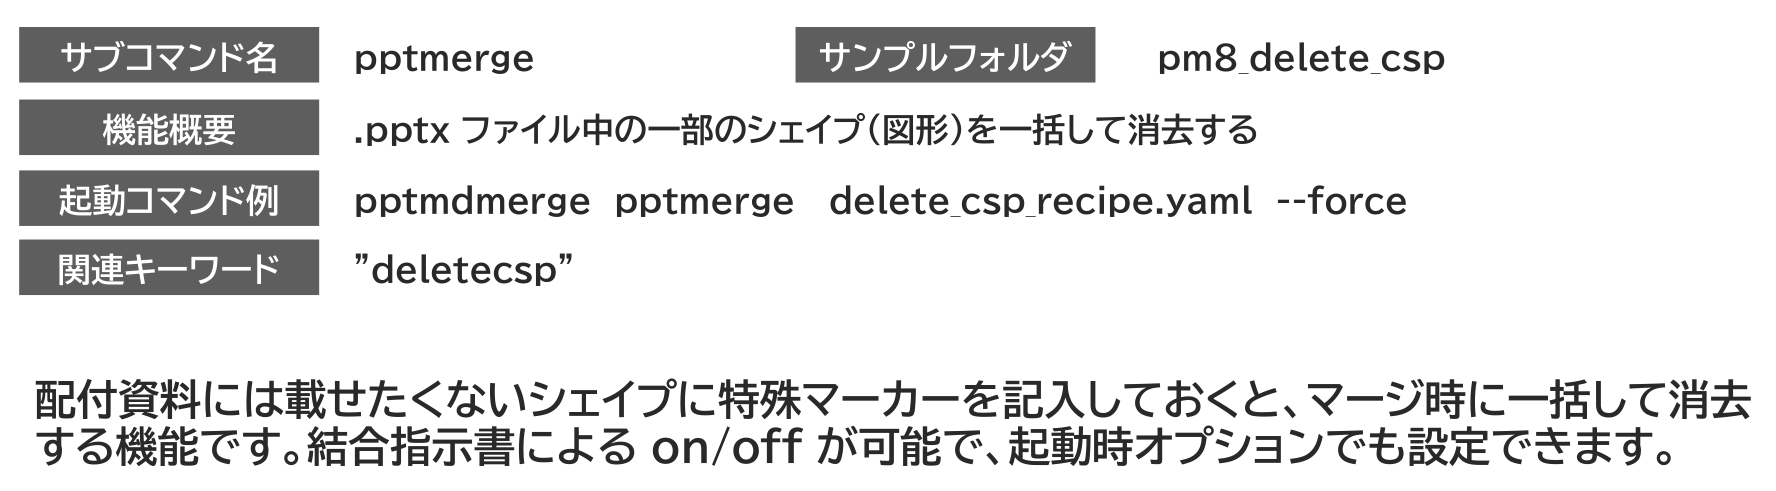 サブコマンド名 pptmerge サンプルフォルダ pm8_delete_csp
機能概要 .pptx ファイル中の一部のシェイプ（図形）を一括して消去する
起動コマンド例 pptmdmerge pptmerge delete_csp_recipe.yaml --force
関連キーワード ”deletecsp”
配付資料には載せたくないシェイプに特殊マーカーを記入しておくと、マージ時に一括して消去
する機能です。結合指示書による on/off が可能で、起動時オプションでも設定できます。